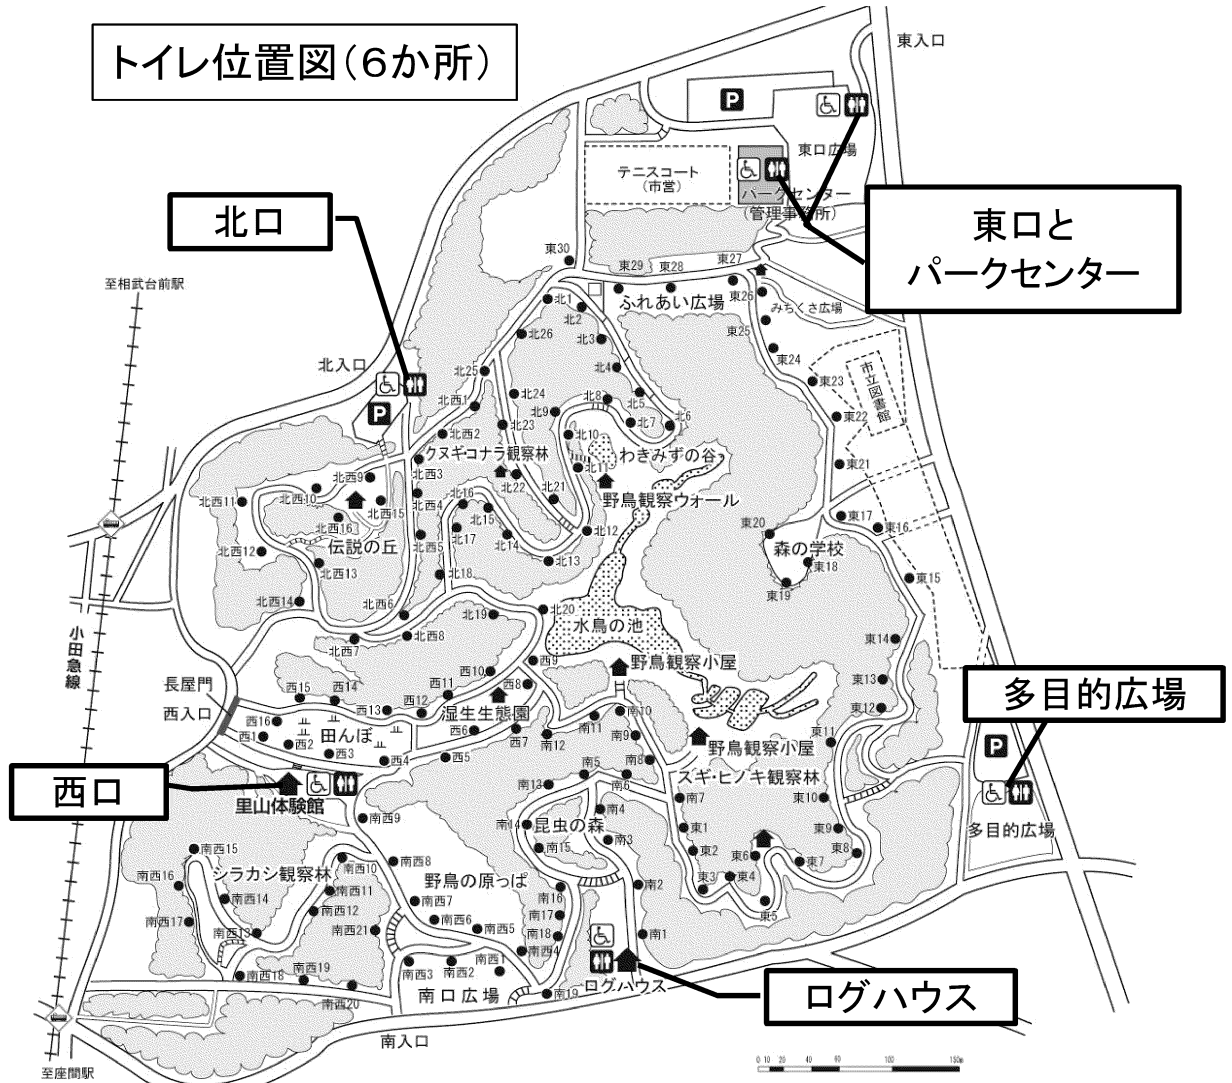 トイレ位置図(6か所)
東入口
P
東口広場
テニスコート
(市営)
パークセンター
(管理事務所)
東口と
パークセンター
北口
至相武台前駅
北入口
P
東30
東29
東28
東27
東26
ふれあい広場
みちくさ広場
東25
東24
東23
東22
東21
市立図書館
北1
北2
北3
北4
北5
北6
北7
北8
北9
北10
北11
北12
北26
北25
北24
北23
北22
北21
北西1
北西2
クヌギ・コナラ観察林
わきみずの谷
野鳥観察ウォール
北西3
北西4
北西5
北西6
北16
北15
北17
北14
北13
北18
北西9
北西10
北西11
北西15
北西16
伝説の丘
北西12
北西13
北西14
東20
東17
東16
森の学校
東18
東19
東15
東14
東13
東12
東11
水鳥の池
北20
北19
北西8
北西7
小田急線
長屋門
西入口
野鳥観察小屋
西9
西10
西8
西11
西12
西13
西14
西15
西16
西1
西2
西3
西4
西5
西6
西7
湿生生態園
田んぼ
南12
南11
南10
南9
南8
野鳥観察小屋
スギ・ヒノキ観察林
多目的広場
P
多目的広場
西口
里山体験館
南西9
南13
南5
南6
南7
南4
南3
南14
昆虫の森
南15
東1
東2
東3
東4
東5
東6
東7
東8
東9
東10
南西15
南西16
南西17
シラカシ観察林
南西10
南西11
南西12
南西14
南西13
南西8
野鳥の原っぱ
南西7
南西6
南西5
南西21
南16
南17
南18
南2
南1
南西4
南西3
南西2
南西1
南西18
南西19
南西20
南口広場
南19
ログハウス
ログハウス
南入口
至座間駅
0 10 20 40 60 100 150m